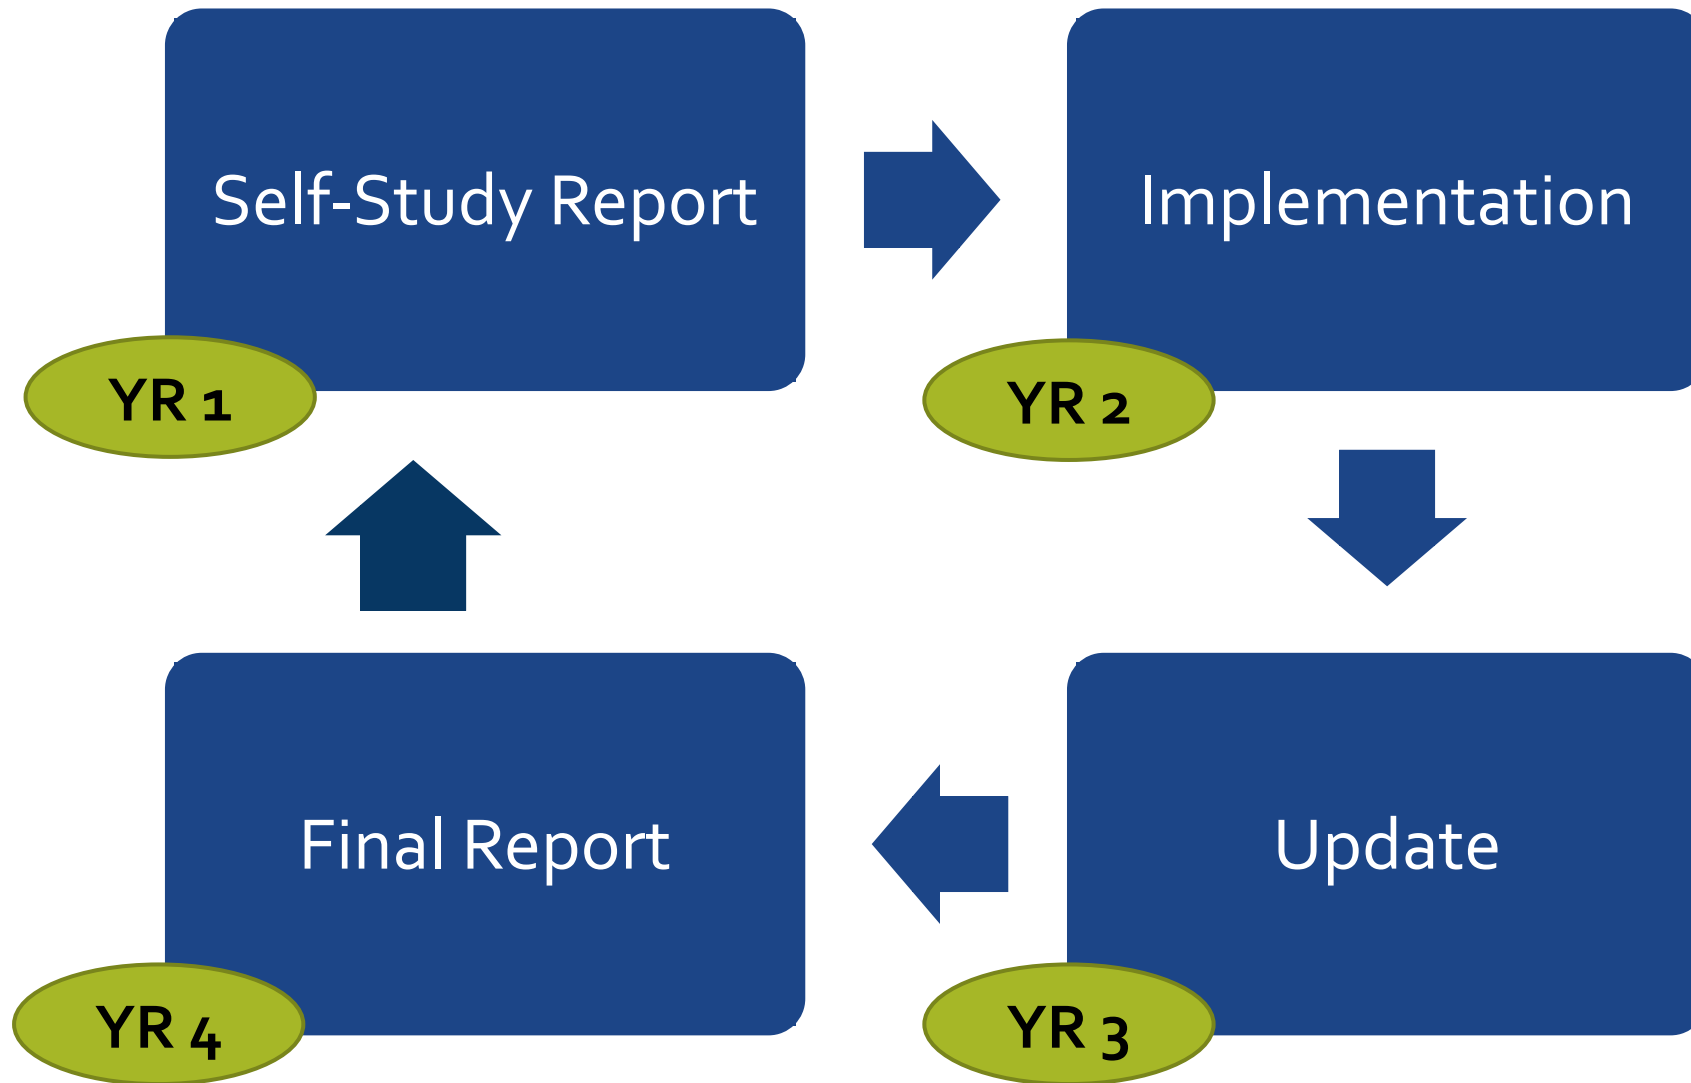 Self-Study Report
YR 1
Implementation
YR 2
Update
YR 3
Final Report
YR 4